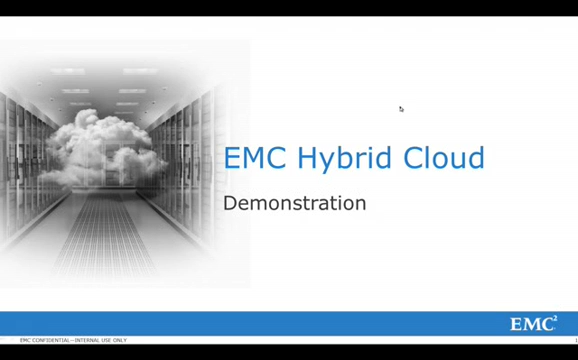 EMC Hybrid Cloud
Demonstration
EMC²
EMC CONFIDENTIAL—INTERNAL USE ONLY